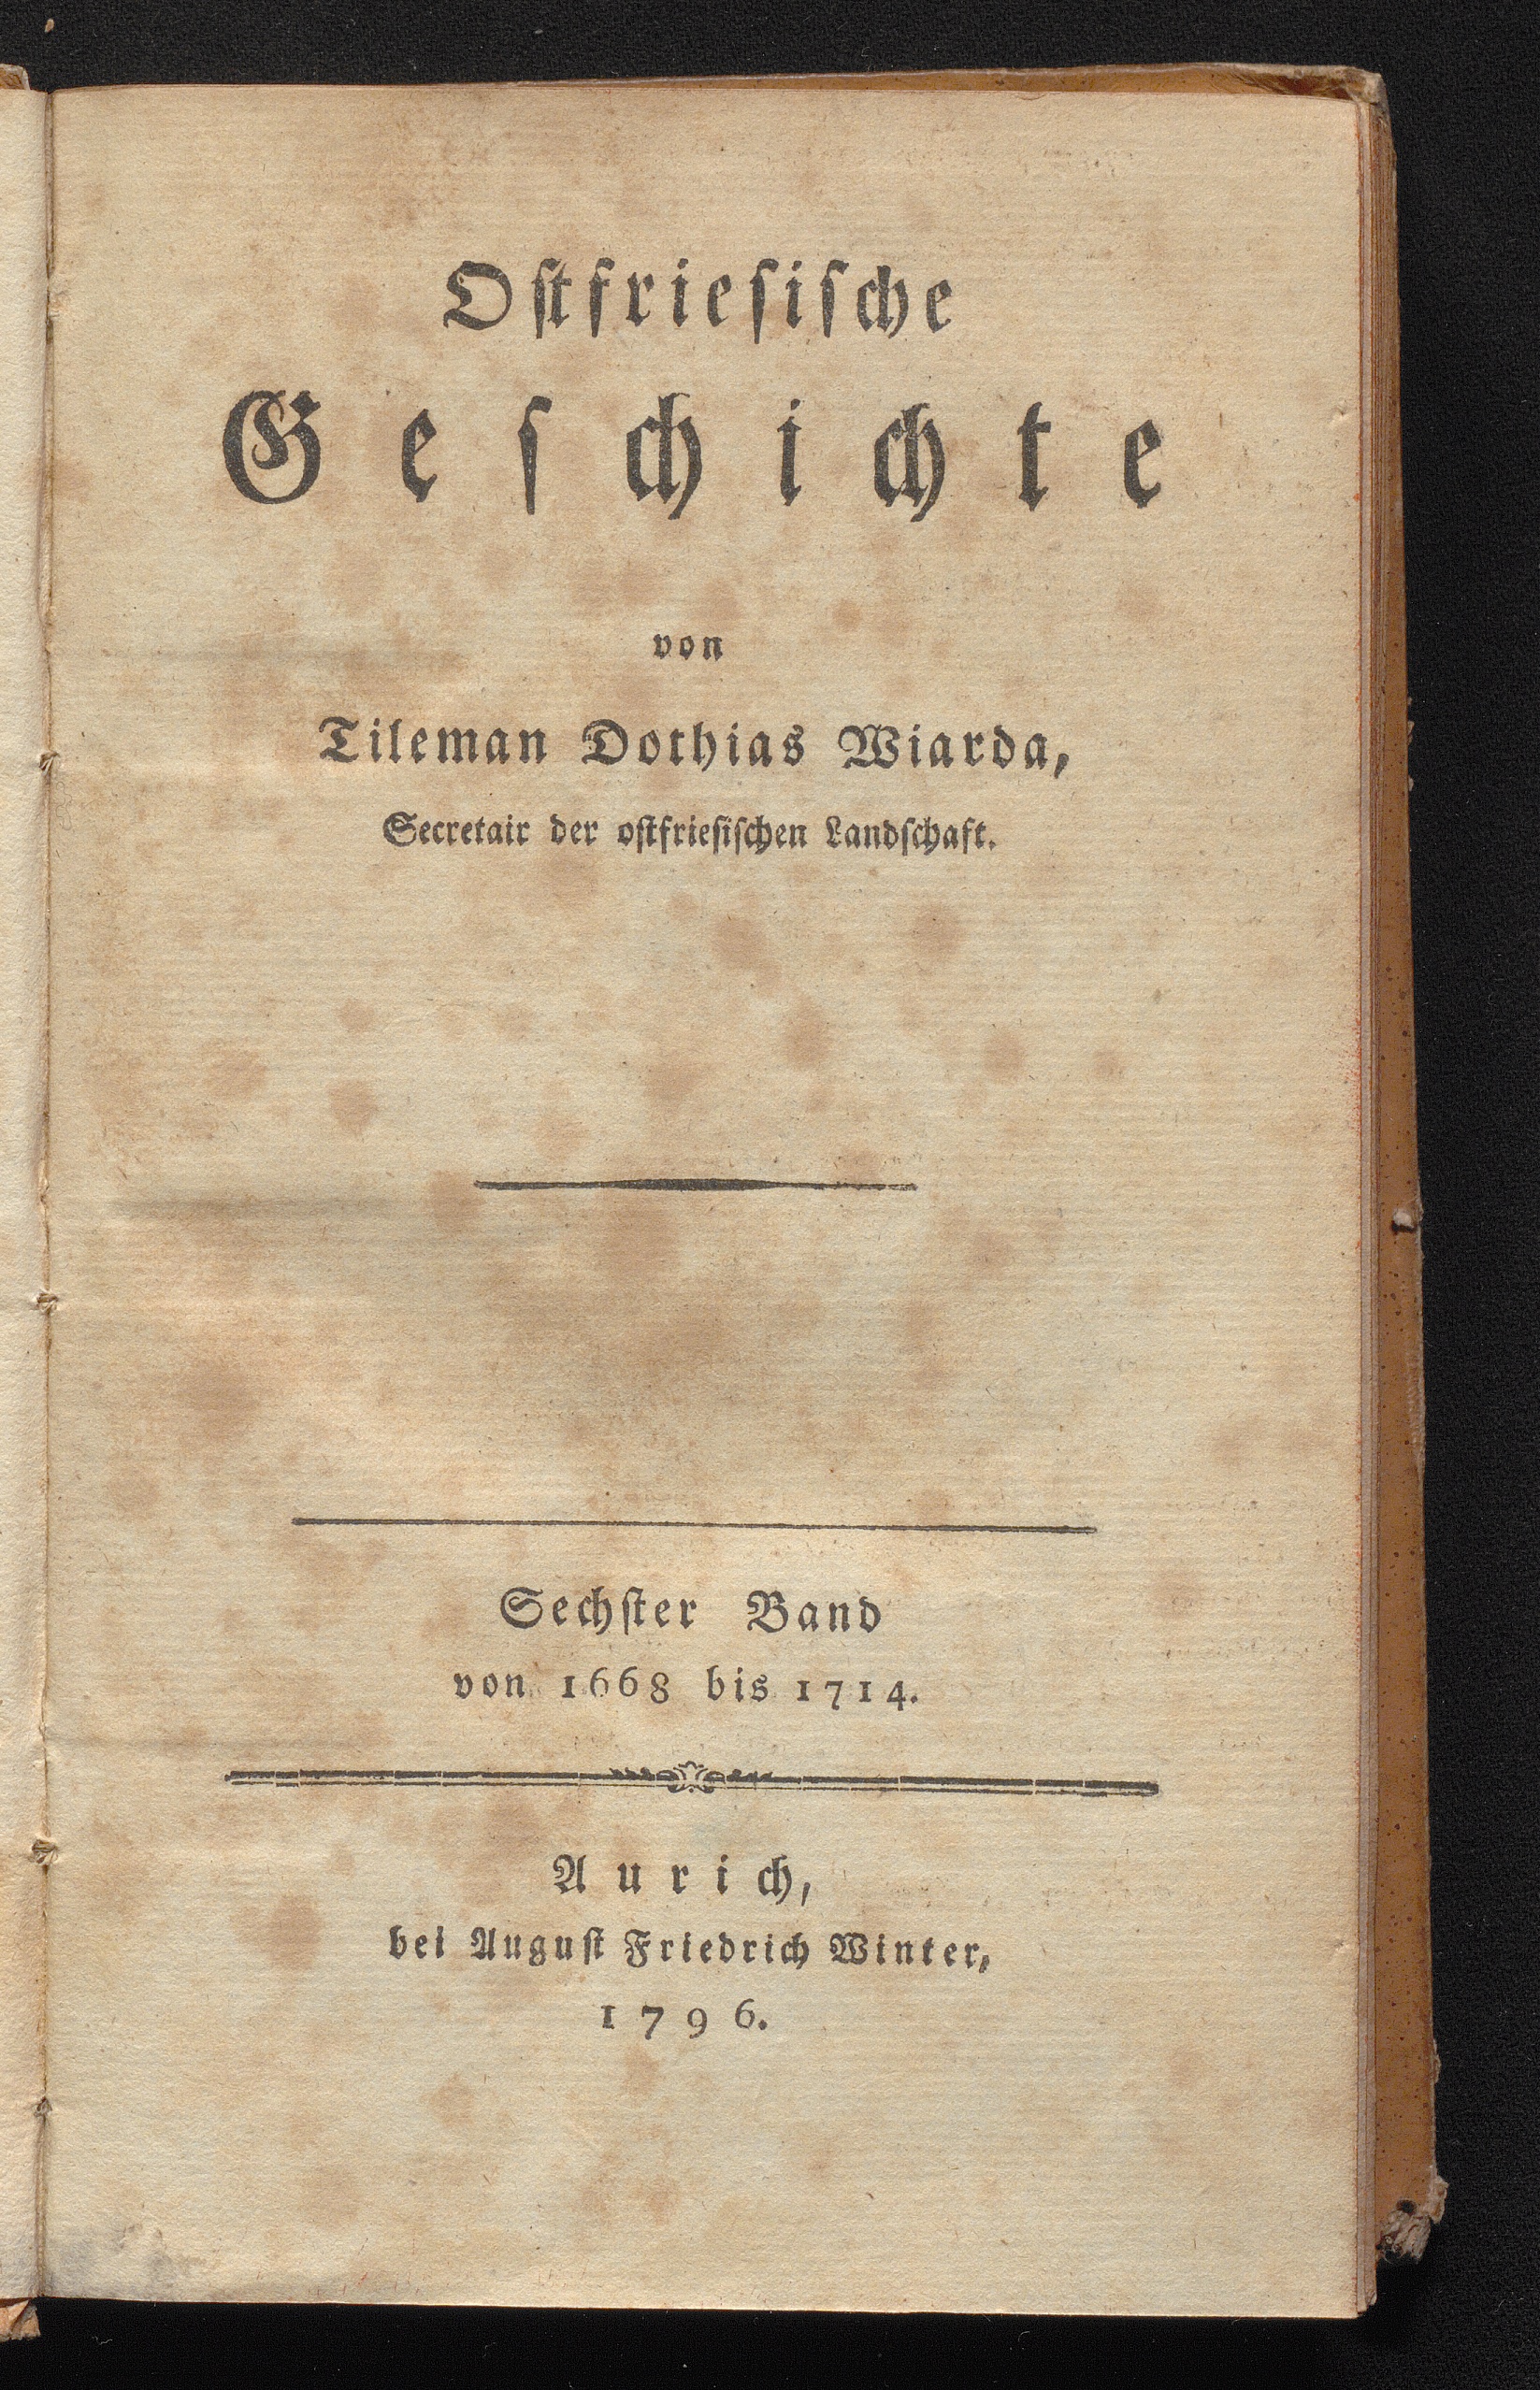 Oſtfrieſiſche
Geſchichte
von
Tileman Dothias Wiarda,
Secretair der oſtfrieſiſchen Landſchaft.
Sechſter Band
von 1668 bis 1714.
Aurich,
bei Auguſt Friedrich Winter,
1796.